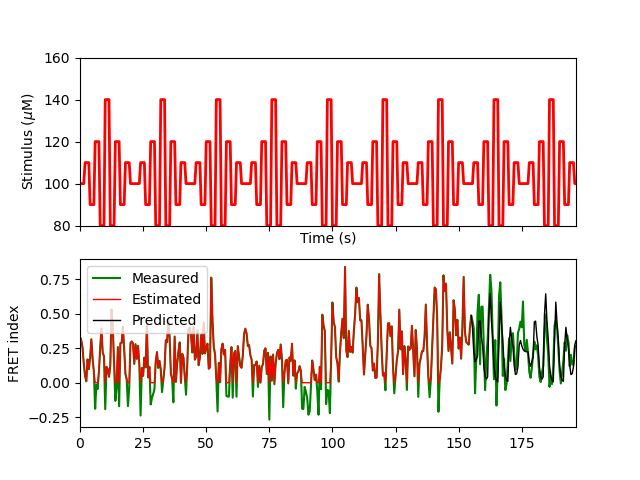 160
140
120
100
80
Stimulus (μM)
Time (s)
0.75
0.50
0.25
0.00
−0.25
FRET index
Measured
Estimated
Predicted
0 25 50 75 100 125 150 175